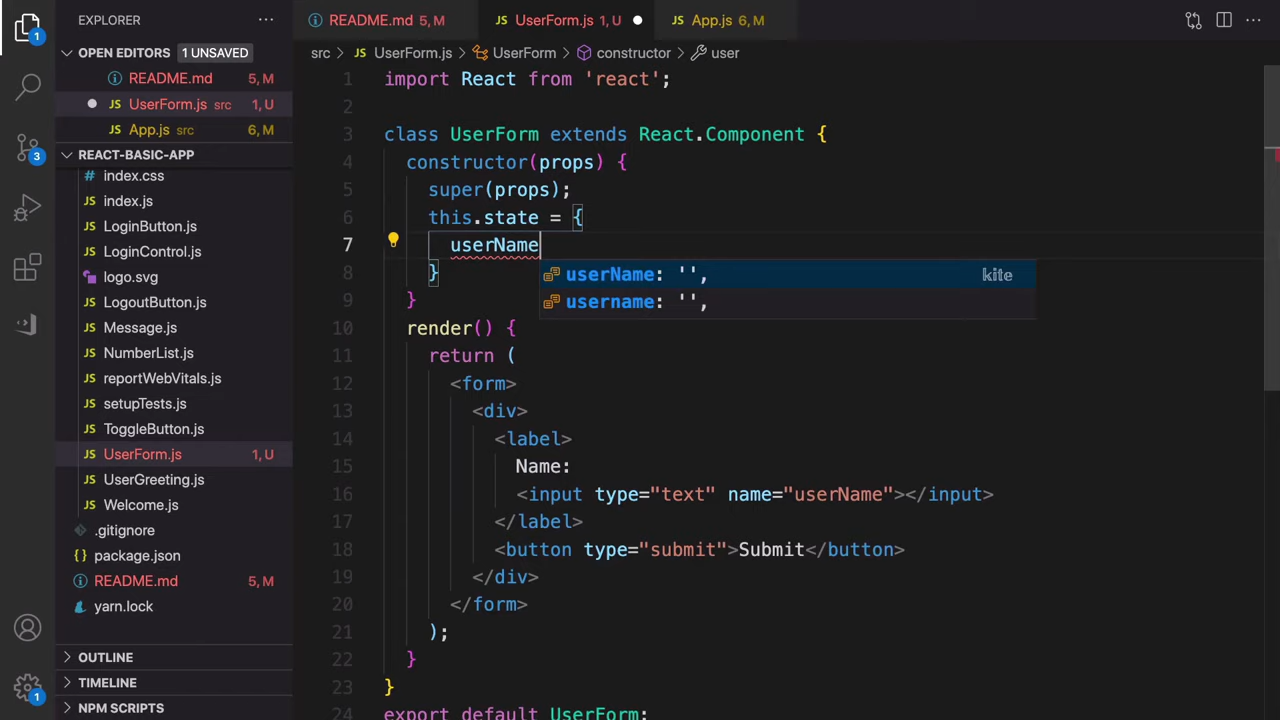 EXPLORER
README.md 5, M
UserForm.js 1, U
App.js 6, M
OPEN EDITORS 1 UNSAVED
README.md 5, M
UserForm.js src 1, U
App.js src 6, M
REACT-BASIC-APP
index.css
index.js
LoginButton.js
LoginControl.js
logo.svg
LogoutButton.js
Message.js
NumberList.js
reportWebVitals.js
setupTests.js
ToggleButton.js
UserForm.js 1, U
UserGreeting.js
Welcome.js
.gitignore
package.json
README.md 5, M
yarn.lock
OUTLINE
TIMELINE
NPM SCRIPTS
1
3
1
src > UserForm.js > UserForm > constructor > user
1 import React from 'react';
2
3 class UserForm extends React.Component {
4 constructor(props) {
5 super(props);
6 this.state = {
7 userName
8 }
9 }
10 render() {
11 return (
12 <form>
13 <div>
14 <label>
15 Name:
16 <input type="text" name="userName"></input>
17 </label>
18 <button type="submit">Submit</button>
19 </div>
20 </form>
21 );
22 }
23 }
24 export default UserForm;
userName: '', kite
username: '',